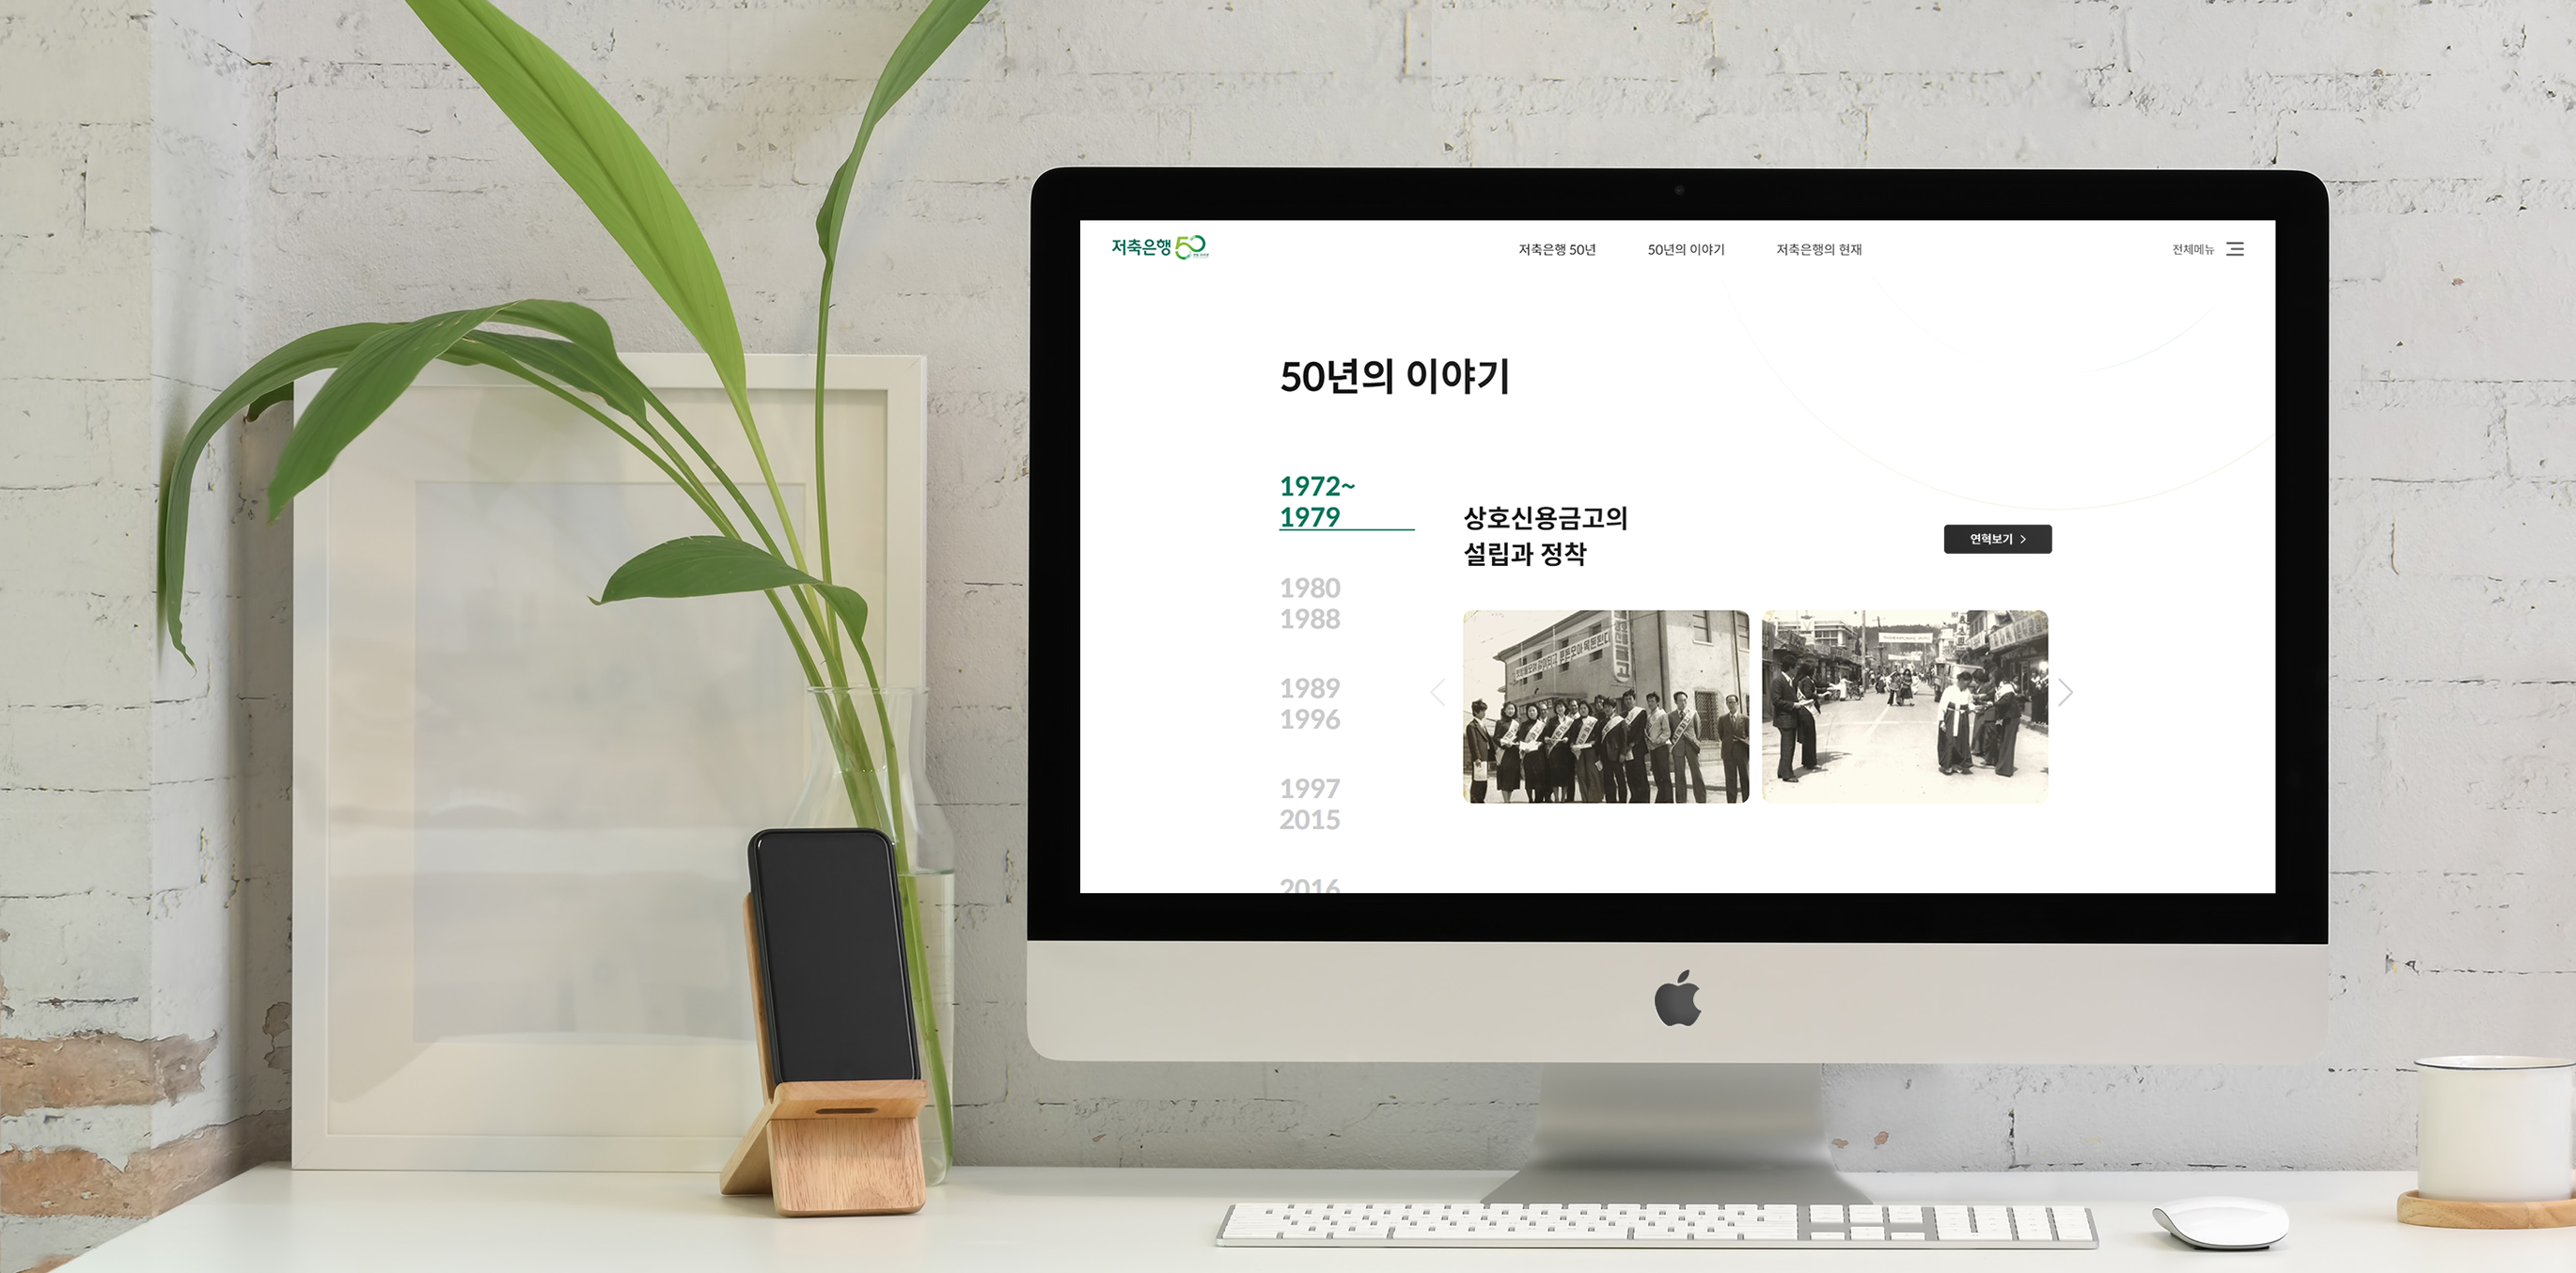 저축은행 50
저축은행 50년
50년의 이야기
저축은행의 현재
전체메뉴
50년의 이야기
1972~
1979
상호신용금고의
설립과 정착
연혁보기
1980
1988
1989
1996
1997
2015
2016